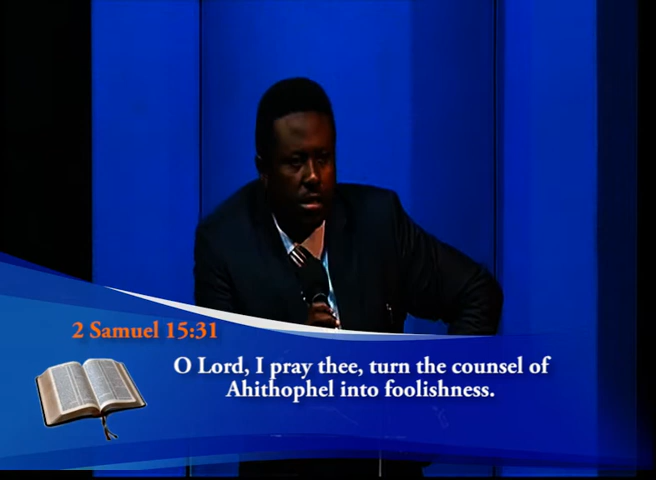 2 Samuel 15:31
O Lord, I pray thee, turn the counsel of
Ahithophel into foolishness.